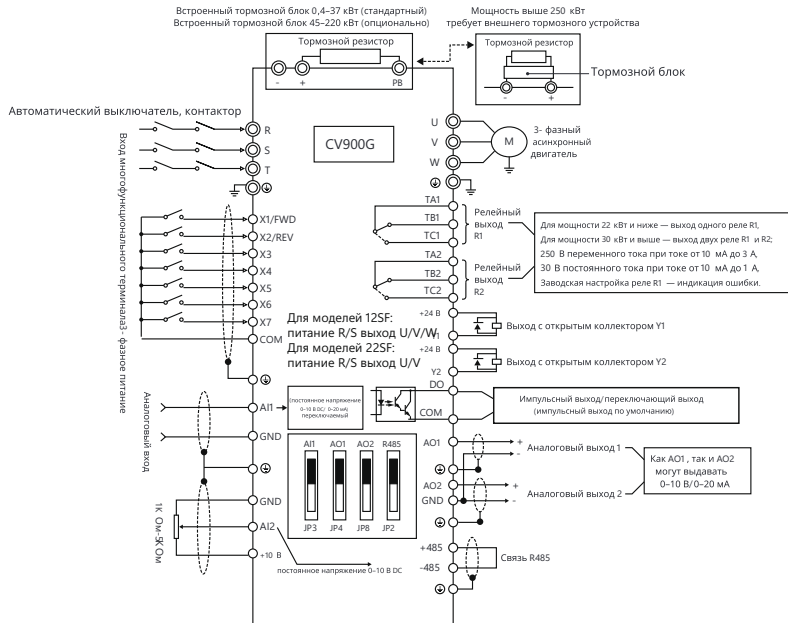 Встроенный тормозной блок 0,4–37 кВт (стандартный)
Встроенный тормозной блок 45–220 кВт (опционально)
Мощность выше 250 кВт
требует внешнего тормозного устройства
Тормозной резистор
- + PB
Тормозной резистор
- +
Тормозной блок
Автоматический выключатель, контактор
R
S
T
CV900G
U
V
W
M
3- фазный
асинхронный
двигатель
Вход многофункционального терминала3- фазное питание
X1/FWD
X2/REV
X3
X4
X5
X6
X7
COM
TA1
TB1
TC1
Релейный
выход
R1
TA2
TB2
TC2
Релейный
выход
R2
Для мощности 22 кВт и ниже — выход одного реле R1,
Для мощности 30 кВт и выше — выход двух реле R1 и R2;
250 В переменного тока при токе от 10 мА до 3 А,
30 В постоянного тока при токе от 10 мА до 1 А,
Заводская настройка реле R1 — индикация ошибки.
Для моделей 12SF:
питание R/S выход U/V/W
Для моделей 22SF:
питание R/S выход U/V
+24 В
Y1
Выход с открытым коллектором Y1
+24 В
Y2
Выход с открытым коллектором Y2
DO
COM
Импульсный выход/переключающий выход
(импульсный выход по умолчанию)
Аналоговый вход
AI1
(постоянное напряжение
0–10 В DC/ 0–20 мА)
переключаемый
GND
AI1 AO1 AO2 R485
JP3 JP4 JP8 JP2
GND
AI2
+10 В
1К Ом-5КОм
постоянное напряжение 0–10 В DC
AO1
+
-
Аналоговый выход 1
AO2
GND
+
-
Аналоговый выход 2
Как AO1 , так и AO2
могут выдавать
0–10 В/0–20 мА
+485
-485
Связь R485